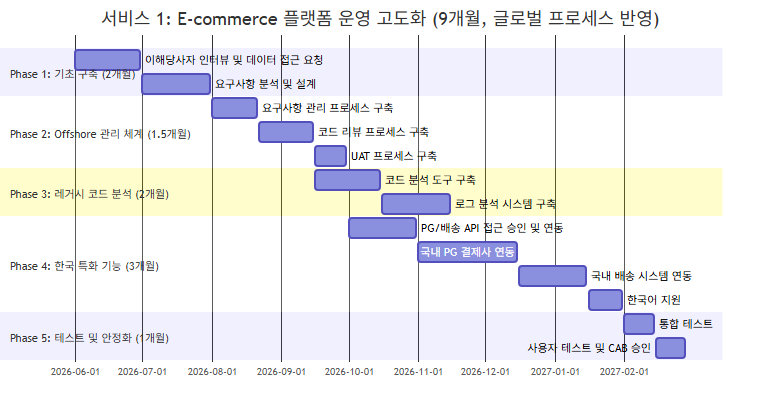 서비스 1: E-commerce 플랫폼 운영 고도화 (9개월, 글로벌 프로세스 반영)
이해당사자 인터뷰 및 데이터 접근 요청
Phase 1: 기초 구축 (2개월)
요구사항 분석 및 설계
요구사항 관리 프로세스 구축
Phase 2: Offshore 관리 체계 (1.5개월)
코드 리뷰 프로세스 구축
UAT 프로세스 구축
코드 분석 도구 구축
Phase 3: 레거시 코드 분석 (2개월)
로그 분석 시스템 구축
PG/배송 API 접근 승인 및 연동
국내 PG 결제사 연동
Phase 4: 한국 특화 기능 (3개월)
국내 배송 시스템 연동
한국어 지원
통합 테스트
Phase 5: 테스트 및 안정화 (1개월)
사용자 테스트 및 CAB 승인
2026-06-01 2026-07-01 2026-08-01 2026-09-01 2026-10-01 2026-11-01 2026-12-01 2027-01-01 2027-02-01